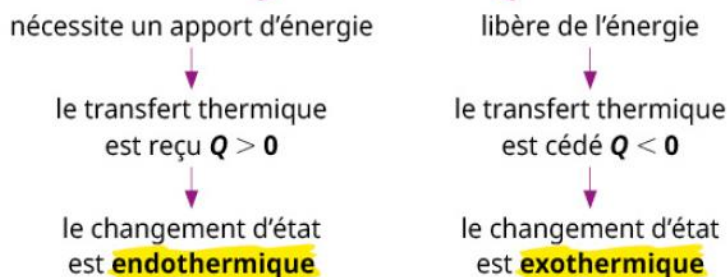 nécessite un apport d'énergie
le transfert thermique
est reçu Q > 0
le changement d'état
est endothermique
libère de l'énergie
le transfert thermique
est cédé Q < 0
le changement d'état
est exothermique